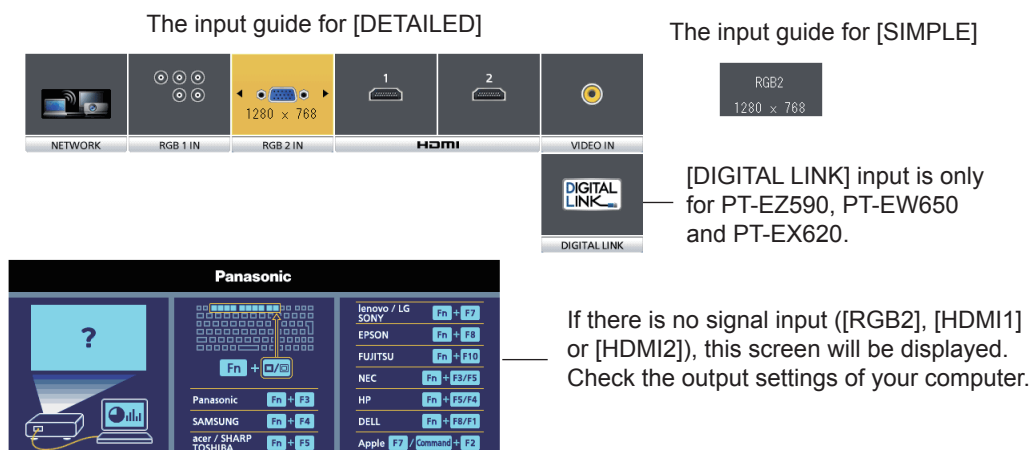 The input guide for [DETAILED]
The input guide for [SIMPLE]
1280 x 768
1
2
NETWORK
RGB 1 IN
RGB 2 IN
HDMI
VIDEO IN
RGB2
1280 x 768
DIGITAL
LINK
DIGITAL LINK
[DIGITAL LINK] input is only
for PT-EZ590, PT-EW650
and PT-EX620.
Panasonic
?
Fn +
Panasonic Fn + F3
SAMSUNG Fn + F4
acer / SHARP
TOSHIBA Fn + F5
lenovo / LG
SONY Fn + F7
EPSON Fn + F8
FUJITSU Fn + F10
NEC Fn + F3/F5
HP Fn + F5/F4
DELL Fn + F8/F1
Apple F7 / Command + F2
If there is no signal input ([RGB2], [HDMI1]
or [HDMI2]), this screen will be displayed.
Check the output settings of your computer.